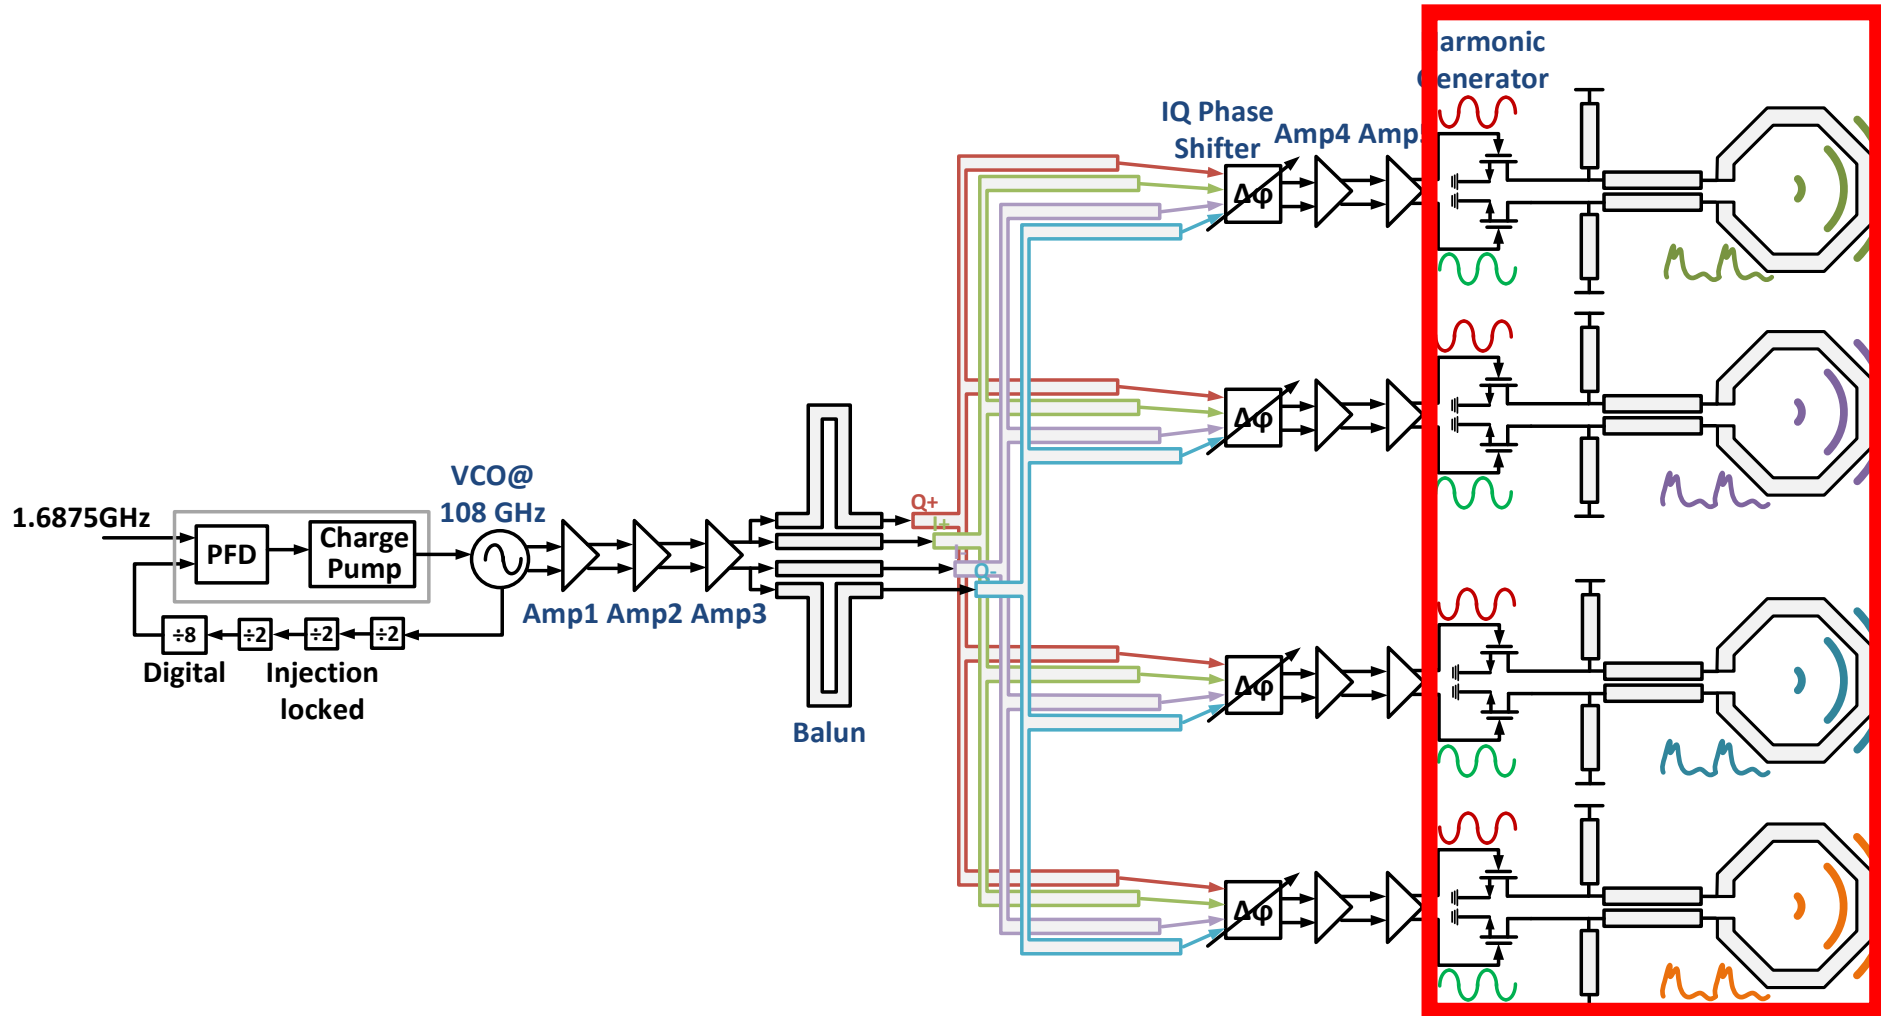 armonic
enerator
IQ Phase
Shifter
Amp4 Amp
Δφ
Δφ
VCO@
108 GHz
1.6875GHz
PFD
Charge
Pump
Q+
I+
Q-
Amp1 Amp2 Amp3
÷8
÷2
÷2
÷2
Digital
Injection
locked
Balun
Δφ
Δφ